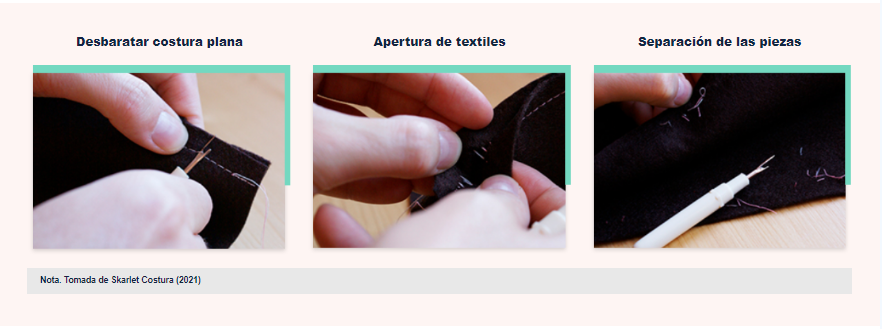 Desbaratar costura plana
Apertura de textiles
Separación de las piezas
Nota. Tomada de Skarlet Costura (2021)